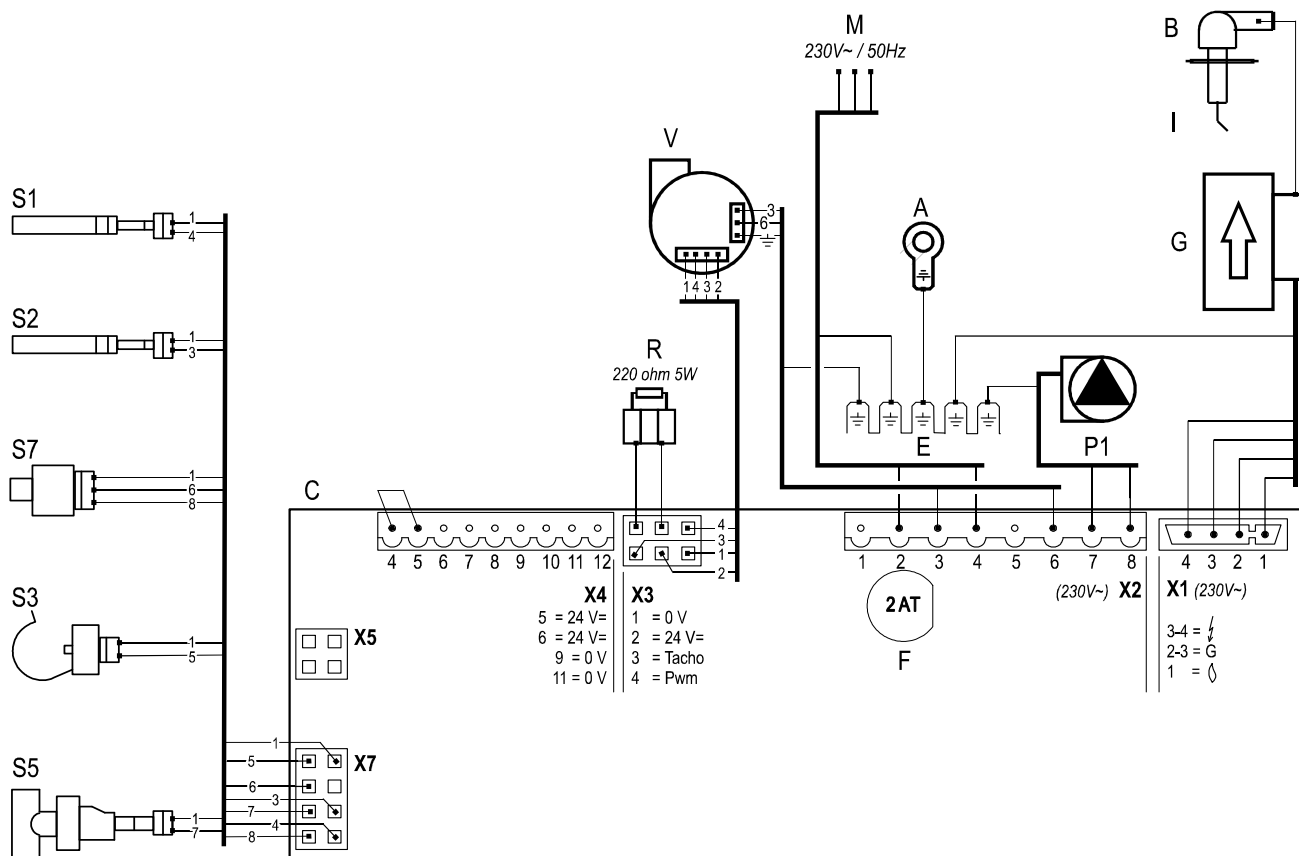 B
M
230V~ / 50Hz
I
V
S1
1
4
3
6
A
G
1 4 3 2
S2
1
3
R
220 ohm 5W
E
P1
S7
1
6
8
C
4
3
1
2
4 5 6 7 8 9 10 11 12
1 2 3 4 5 6 7 8
4 3 2 1
X4
5 = 24 V=
6 = 24 V=
9 = 0 V
11 = 0 V
X3
1 = 0 V
2 = 24 V=
3 = Tacho
4 = Pwm
2 AT
F
(230V~) X2
X1 (230V~)
3-4 =
2-3 = G
1 =
S3
1
5
X5
X7
1
5
6
3
7
4
8
S5
1
7